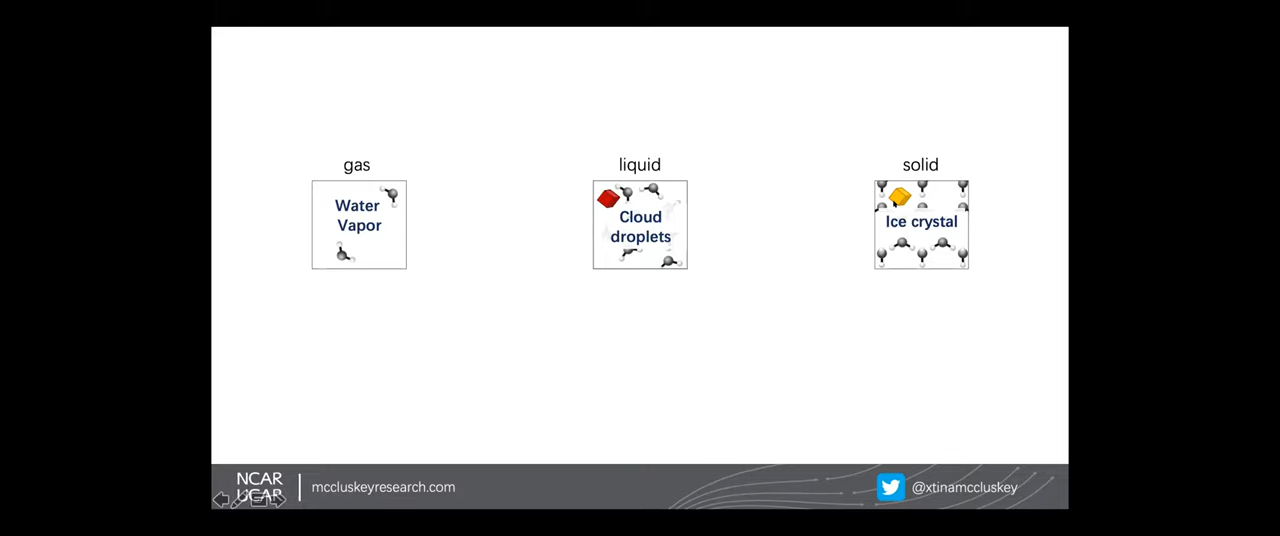 gas
liquid
solid
Water
Vapor
Cloud
droplets
Ice crystal
NCAR
UCAR
mccluskeyresearch.com
@xtinamccluskey